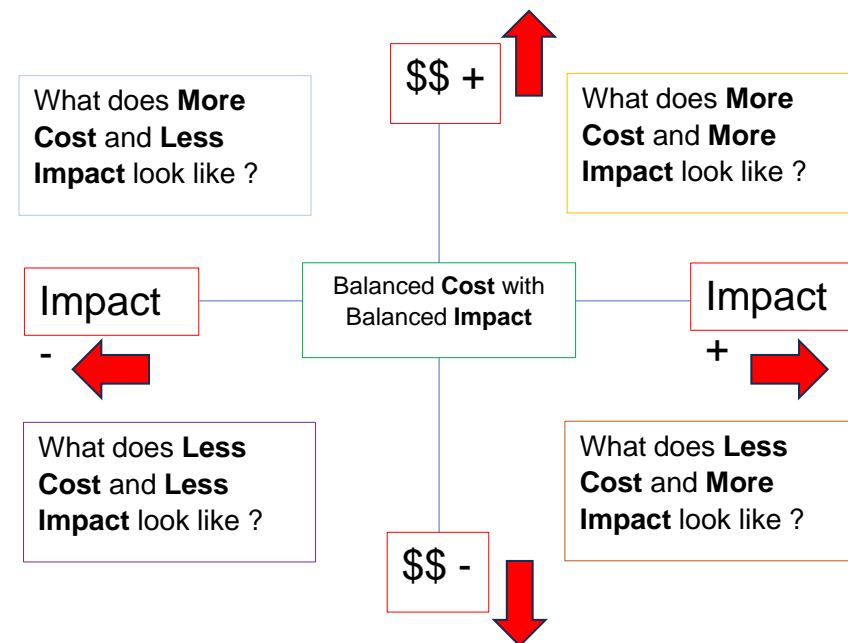 $$ +
What does More
Cost and Less
Impact look like ?
What does More
Cost and More
Impact look like ?
Impact
-
Balanced Cost with
Balanced Impact
Impact
+
What does Less
Cost and Less
Impact look like ?
What does Less
Cost and More
Impact look like ?
$$ -